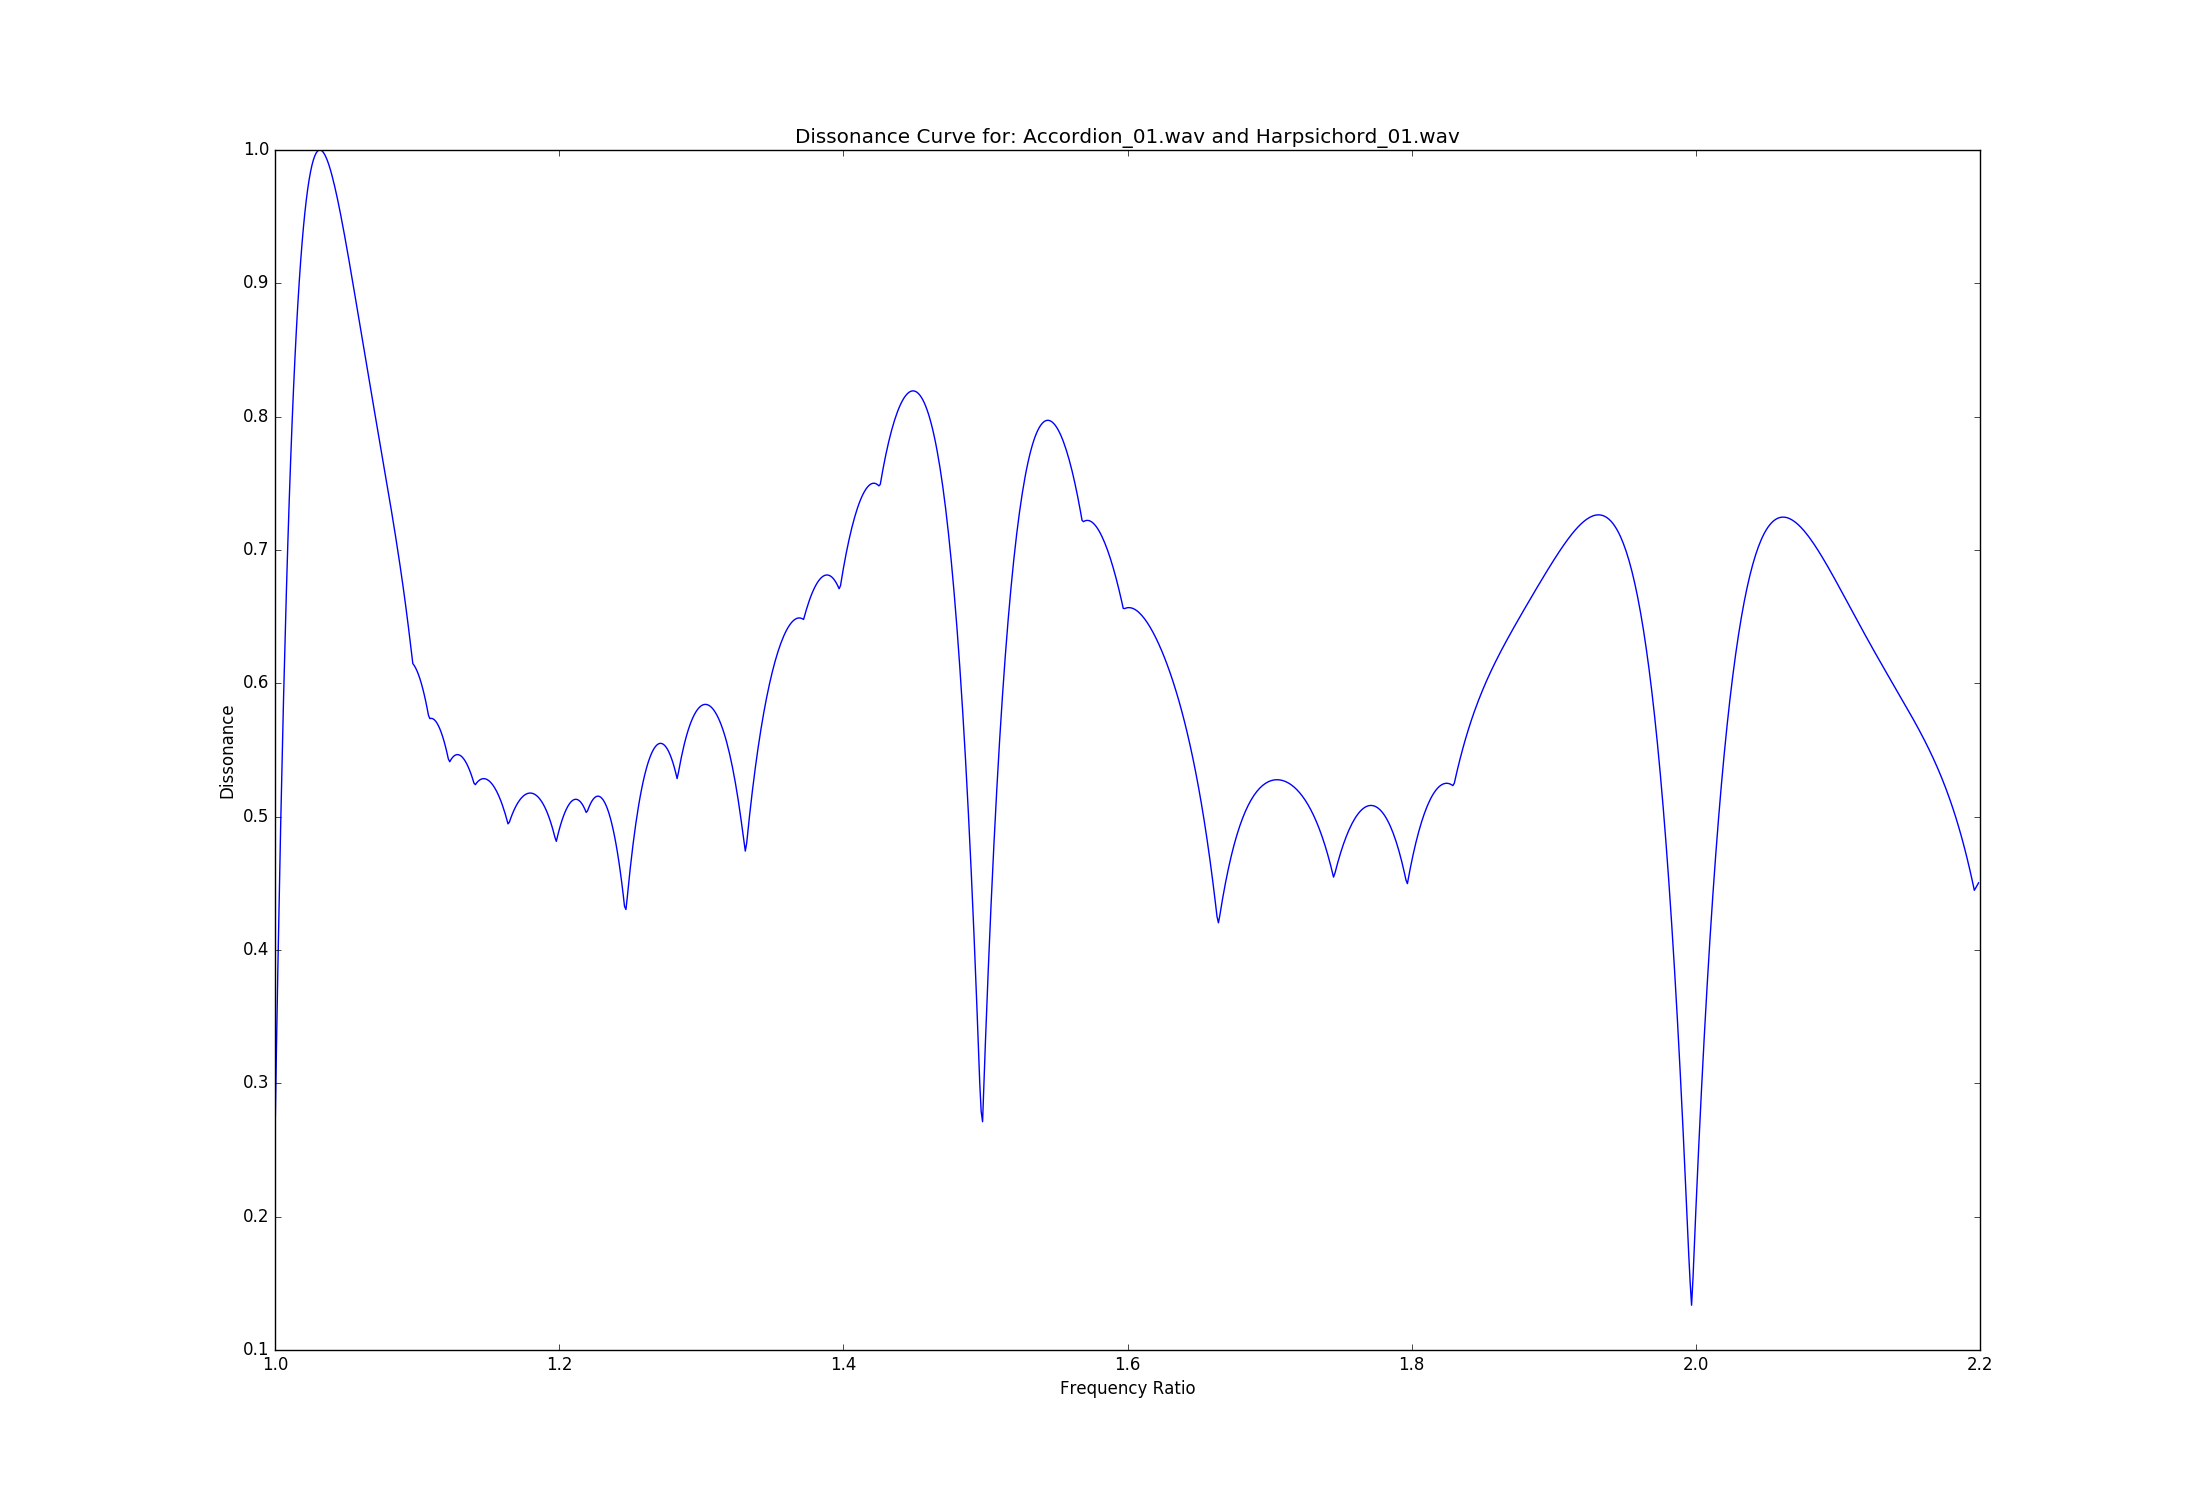 Dissonance Curve for: Accordion_01.wav and Harpsichord_01.wav
1.0
0.9
0.8
0.7
0.6
0.5
0.4
0.3
0.2
0.1
Dissonance
1.0 1.2 1.4 1.6 1.8 2.0 2.2
Frequency Ratio